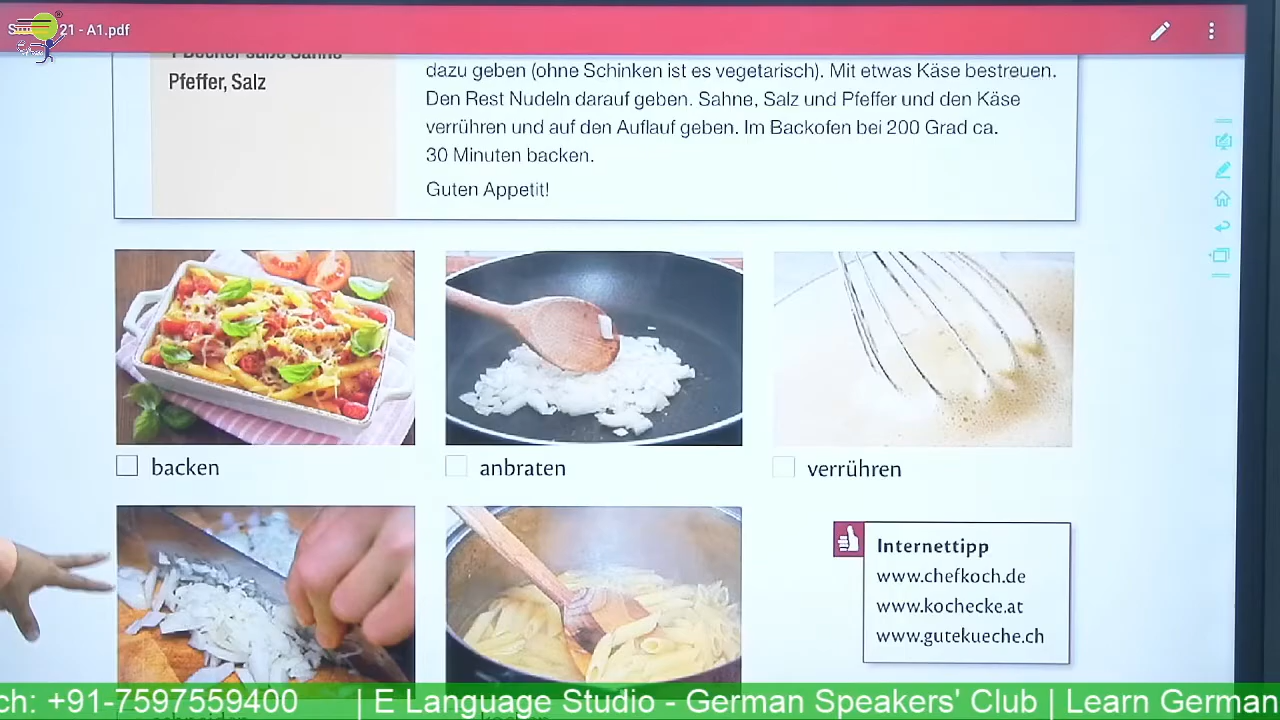 21 - A1.pdf
Pfeffer, Salz
dazu geben (ohne Schinken ist es vegetarisch). Mit etwas Käse bestreuen.
Den Rest Nudeln darauf geben. Sahne, Salz und Pfeffer und den Käse
verrühren und auf den Auflauf geben. Im Backofen bei 200 Grad ca.
30 Minuten backen.
Guten Appetit!
backen
anbraten
verrühren
Internettipp
www.chefkoch.de
www.kochecke.at
www.gutekueche.ch
ch: +91-7597559400 | E Language Studio - German Speakers' Club | Learn German